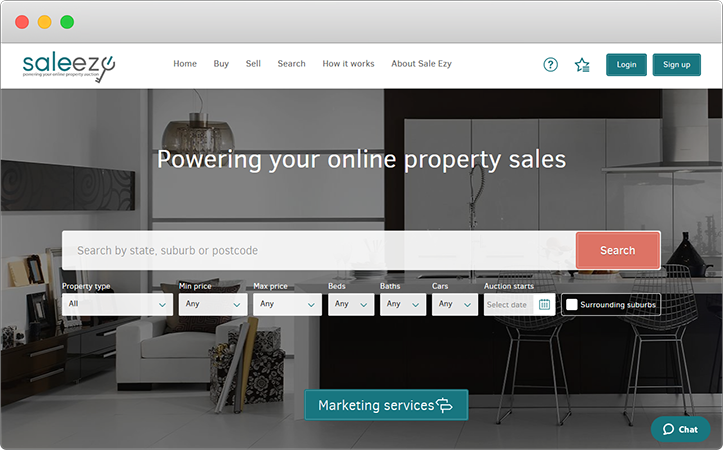 saleezy
powering your online property auction
Home Buy Sell Search How it works About Sale Ezy
Login Sign up
Powering your online property sales
Search by state, suburb or postcode Search
Property type Min price Max price Beds Baths Cars Auction starts
All Any Any Any Any Any Select date Surrounding suburbs
Marketing services
Chat